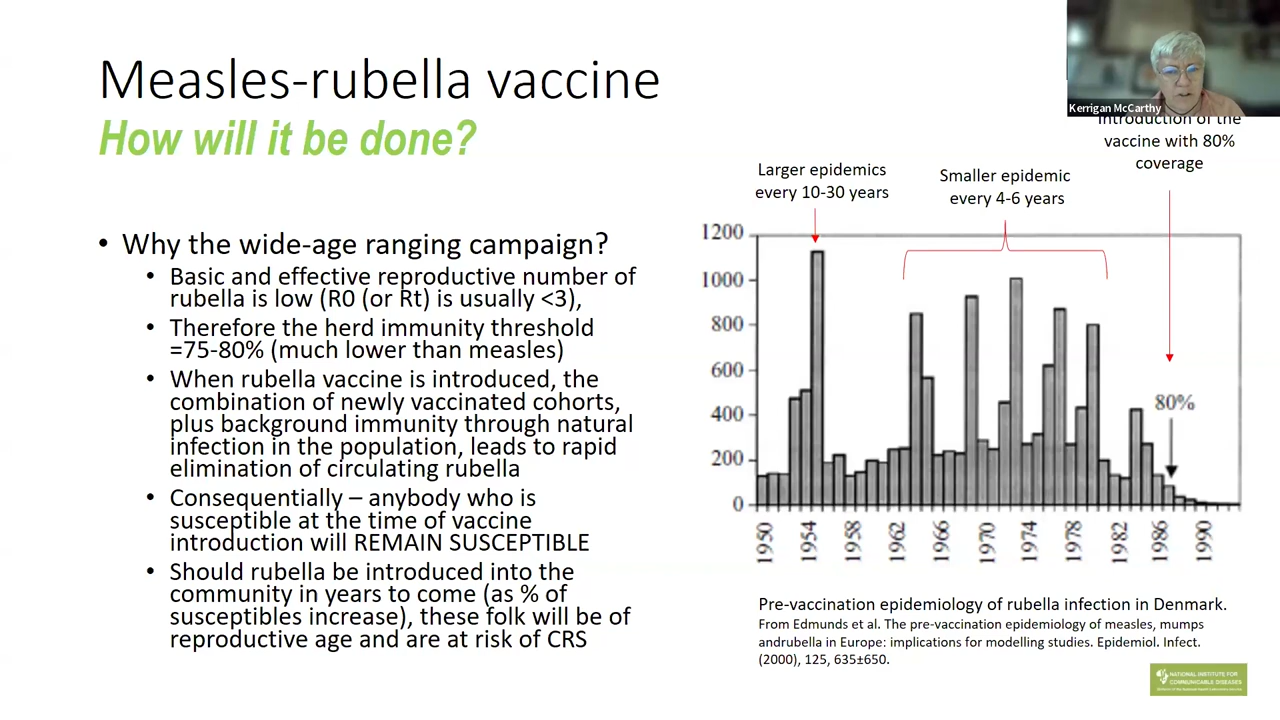 Measles-rubella vaccine
How will it be done?
• Why the wide-age ranging campaign?
• Basic and effective reproductive number of
rubella is low (R0 (or Rt) is usually <3),
• Therefore the herd immunity threshold
=75-80% (much lower than measles)
• When rubella vaccine is introduced, the
combination of newly vaccinated cohorts,
plus background immunity through natural
infection in the population, leads to rapid
elimination of circulating rubella
• Consequentially – anybody who is
susceptible at the time of vaccine
introduction will REMAIN SUSCEPTIBLE
• Should rubella be introduced into the
community in years to come (as % of
susceptibles increase), these folk will be of
reproductive age and are at risk of CRS
Kerrigan McCarthy
Introduction of the
vaccine with 80%
coverage
Larger epidemics
every 10-30 years
Smaller epidemic
every 4-6 years
1200
1000
800
600
400
200
0
80%
1950
1954
1958
1962
1966
1970
1974
1978
1982
1986
1990
Pre-vaccination epidemiology of rubella infection in Denmark.
From Edmunds et al. The pre-vaccination epidemiology of measles, mumps
andrubella in Europe: implications for modelling studies. Epidemiol. Infect.
(2000), 125, 635±650.
NATIONAL INSTITUTE FOR
COMMUNICABLE DISEASES